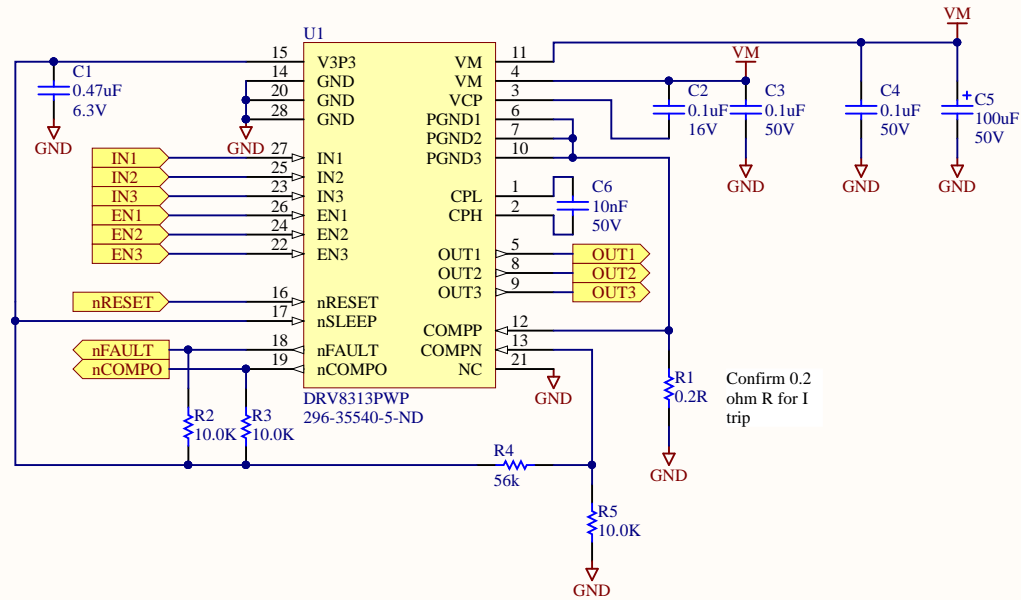 VM
U1
15 V3P3
14 GND
20 GND
28 GND
27 IN1
25 IN2
23 IN3
26 EN1
24 EN2
22 EN3
16 nRESET
17 nSLEEP
18 nFAULT
19 nCOMPO
VM 11
VM 4
VCP 3
PGND1 6
PGND2 7
PGND3 10
CPL 1
CPH 2
OUT1 5
OUT2 8
OUT3 9
COMPP 12
COMPN 13
NC 21
DRV8313PWP
296-35540-5-ND
C1
0.47uF
6.3V
GND
GND
IN1
IN2
IN3
EN1
EN2
EN3
nRESET
nFAULT
nCOMPO
VM
C2
0.1uF
16V
C3
0.1uF
50V
GND
C4
0.1uF
50V
GND
+
C5
100uF
50V
GND
C6
10nF
50V
OUT1
OUT2
OUT3
GND
R1
0.2R
GND
Confirm 0.2
ohm R for I
trip
R2
10.0K
R3
10.0K
R4
56k
R5
10.0K
GND